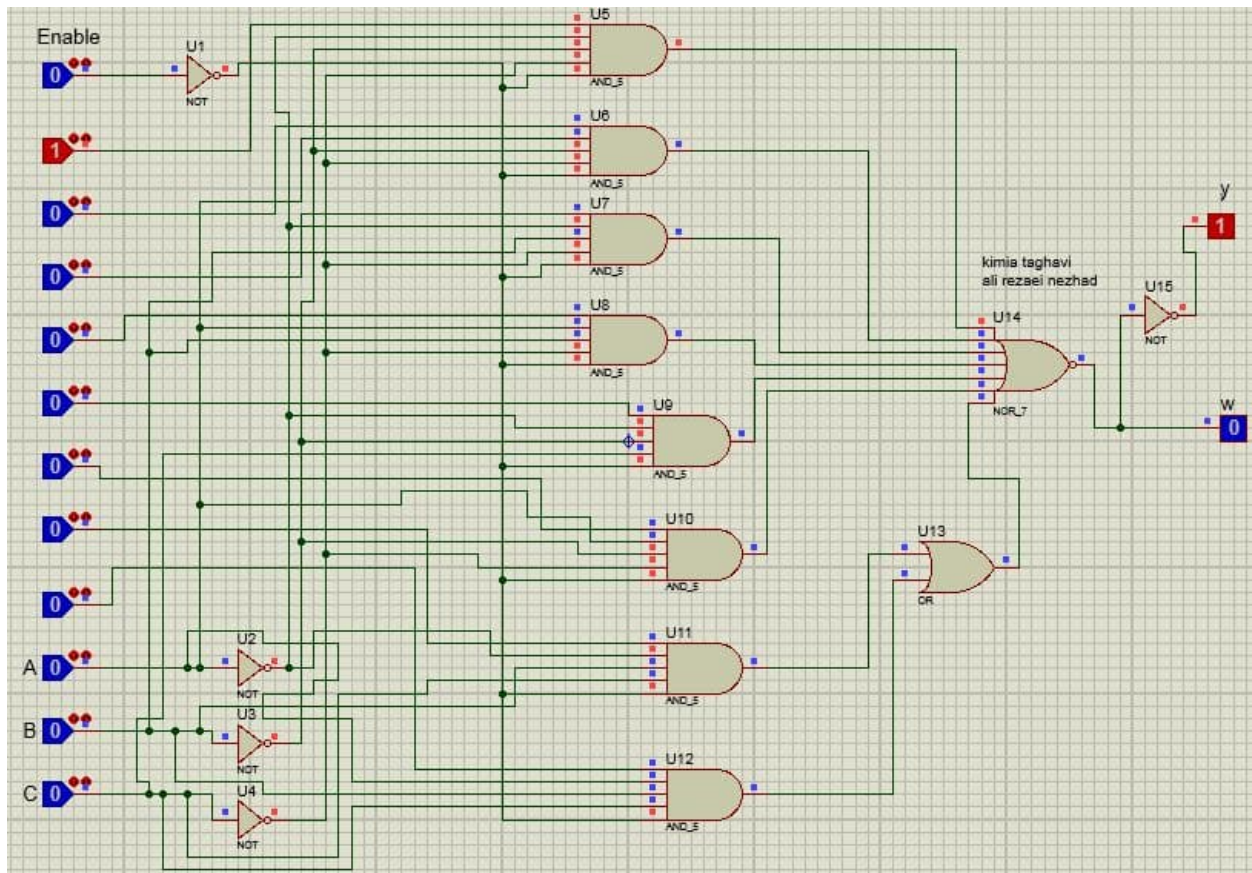 Enable
0
U1
NOT
U5
AND_5
1
U6
AND_5
0
U7
AND_5
0
y
1
kimia taghavi
ali rezaei nezhad
U15
NOT
U8
AND_5
0
U14
NOR_7
0
U9
AND_5
W
0
0
U10
AND_5
0
U13
OR
0
U11
AND_5
A 0
U2
NOT
B 0
U3
NOT
U12
AND_5
C 0
U4
NOT